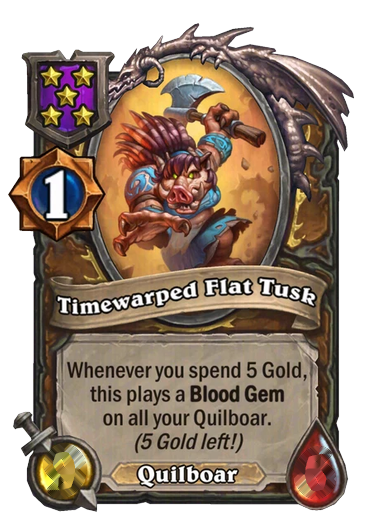 1
Timewarped Flat Tusk
Whenever you spend 5 Gold,
this plays a Blood Gem
on all your Quilboar.
(5 Gold left!)
Quilboar